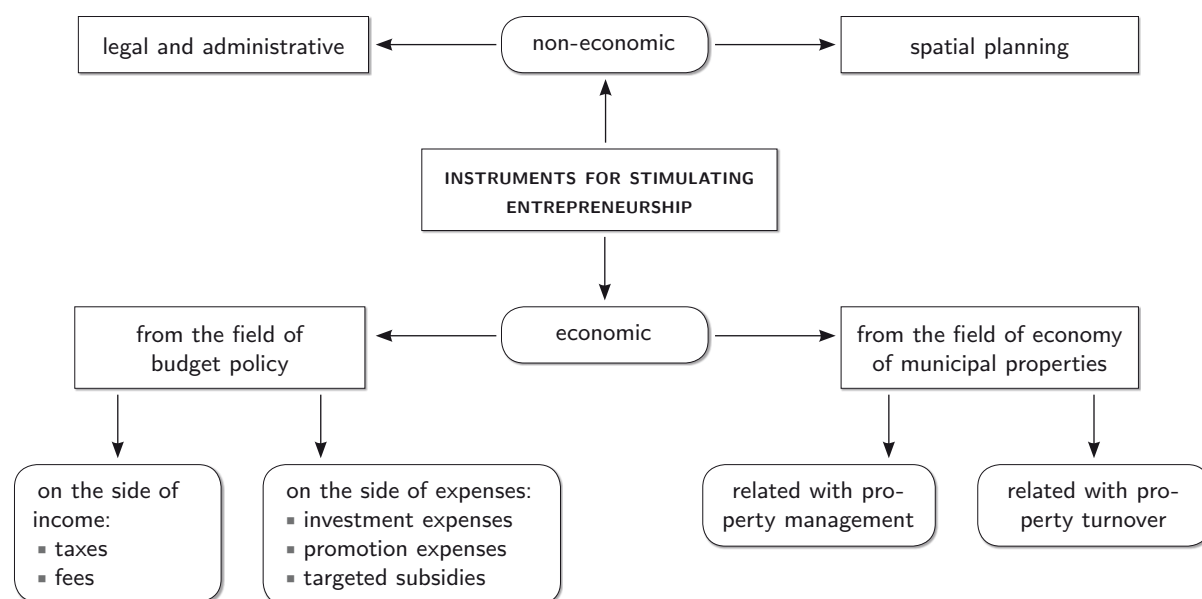 legal and administrative
non-economic
spatial planning
INSTRUMENTS FOR STIMULATING
ENTREPRENEURSHIP
from the field of
budget policy
economic
from the field of economy
of municipal properties
on the side of
income:
▪ taxes
▪ fees
on the side of expenses:
▪ investment expenses
▪ promotion expenses
▪ targeted subsidies
related with pro-
perty management
related with pro-
perty turnover